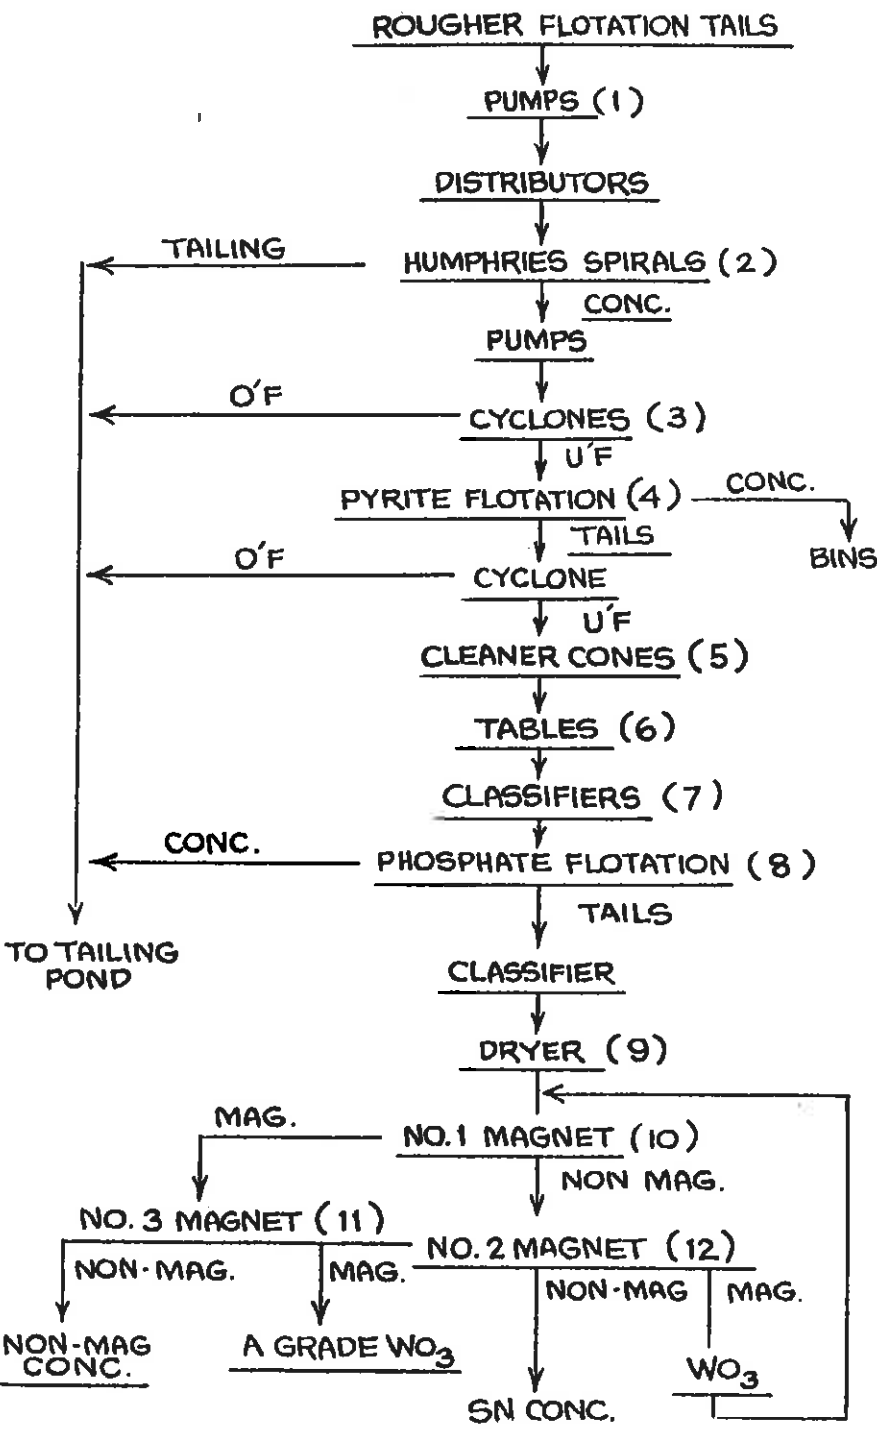 ROUGHER FLOTATION TAILS
PUMPS (1)
DISTRIBUTORS
TAILING
HUMPHRIES SPIRALS (2)
CONC.
PUMPS
O'F
CYCLONES (3)
U'F
PYRITE FLOTATION (4)
CONC.
TAILS
BINS
O'F
CYCLONE
U'F
CLEANER CONES (5)
TABLES (6)
CLASSIFIERS (7)
CONC.
PHOSPHATE FLOTATION (8)
TAILS
TO TAILING
POND
CLASSIFIER
DRYER (9)
MAG.
NO.1 MAGNET (10)
NON MAG.
NO. 3 MAGNET (11)
NO. 2 MAGNET (12)
NON-MAG.
MAG.
NON-MAG
MAG.
NON-MAG
CONC.
A GRADE WO3
WO3
SN CONC.